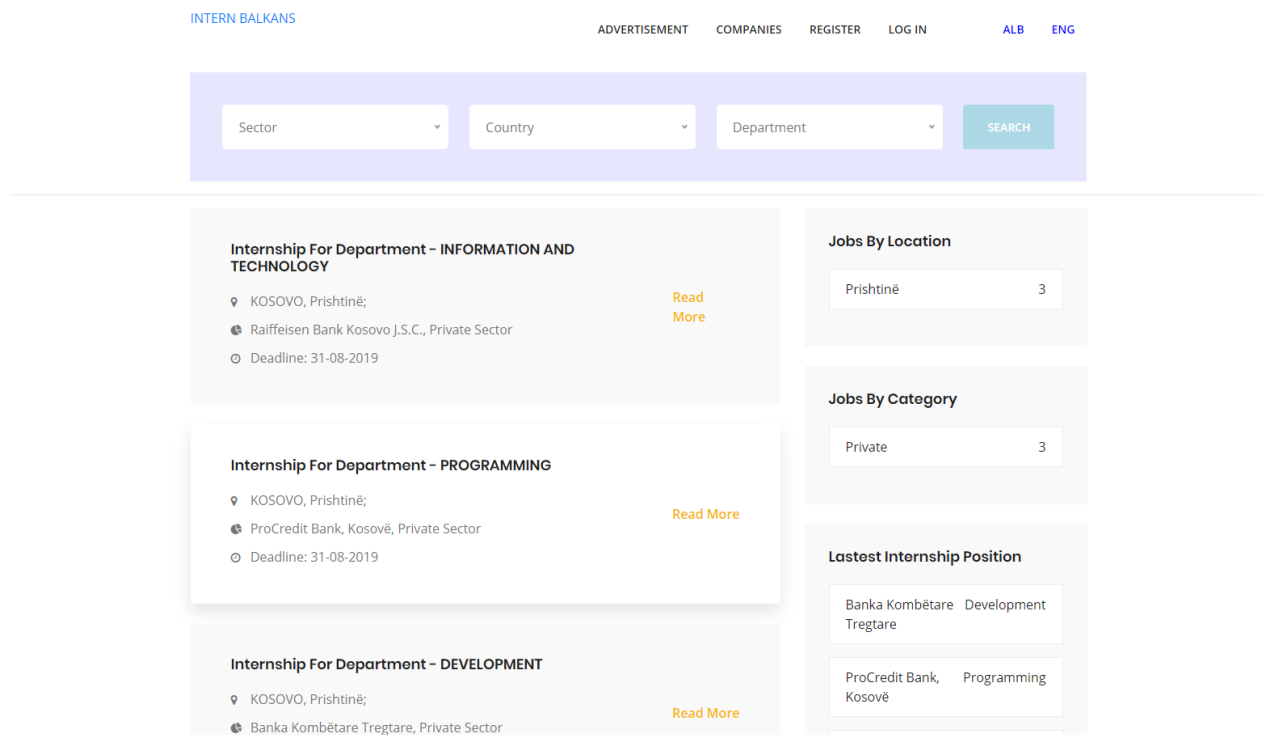 INTERN BALKANS
ADVERTISEMENT COMPANIES REGISTER LOG IN ALB ENG
Sector Country Department SEARCH
Internship For Department - INFORMATION AND
TECHNOLOGY
KOSOVO, Prishtinë;
Raiffeisen Bank Kosovo J.S.C., Private Sector
Deadline: 31-08-2019
Read
More
Internship For Department - PROGRAMMING
KOSOVO, Prishtinë;
ProCredit Bank, Kosovë, Private Sector
Deadline: 31-08-2019
Read More
Internship For Department - DEVELOPMENT
KOSOVO, Prishtinë;
Banka Kombëtare Tregtare, Private Sector
Read More
Jobs By Location
Prishtinë 3
Jobs By Category
Private 3
Lastest Internship Position
Banka Kombëtare Development
Tregtare
ProCredit Bank, Programming
Kosovë